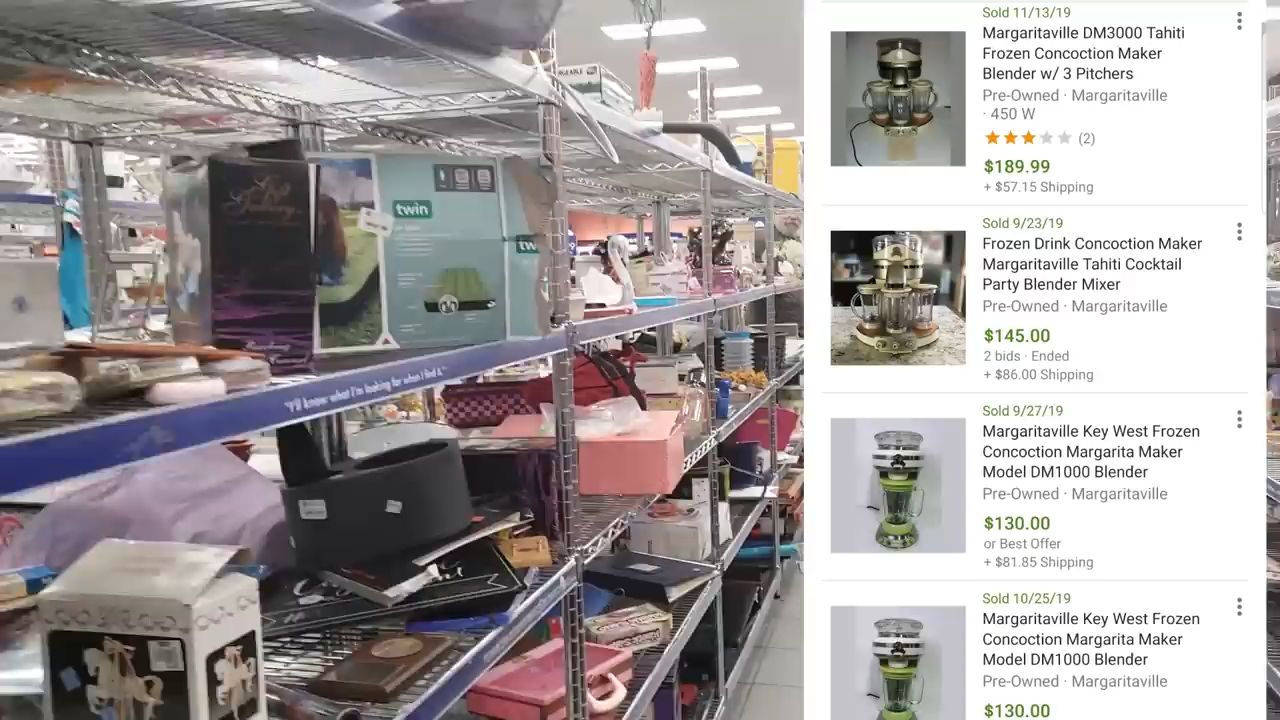 twin
tw
"I'll know what I'm looking for when I find it."
Sold 11/13/19
Margaritaville DM3000 Tahiti
Frozen Concoction Maker
Blender w/ 3 Pitchers
Pre-Owned · Margaritaville
· 450 W
(2)
$189.99
+ $57.15 Shipping
Sold 9/23/19
Frozen Drink Concoction Maker
Margaritaville Tahiti Cocktail
Party Blender Mixer
Pre-Owned · Margaritaville
$145.00
2 bids · Ended
+ $86.00 Shipping
Sold 9/27/19
Margaritaville Key West Frozen
Concoction Margarita Maker
Model DM1000 Blender
Pre-Owned · Margaritaville
$130.00
or Best Offer
+ $81.85 Shipping
Sold 10/25/19
Margaritaville Key West Frozen
Concoction Margarita Maker
Model DM1000 Blender
Pre-Owned · Margaritaville
$130.00